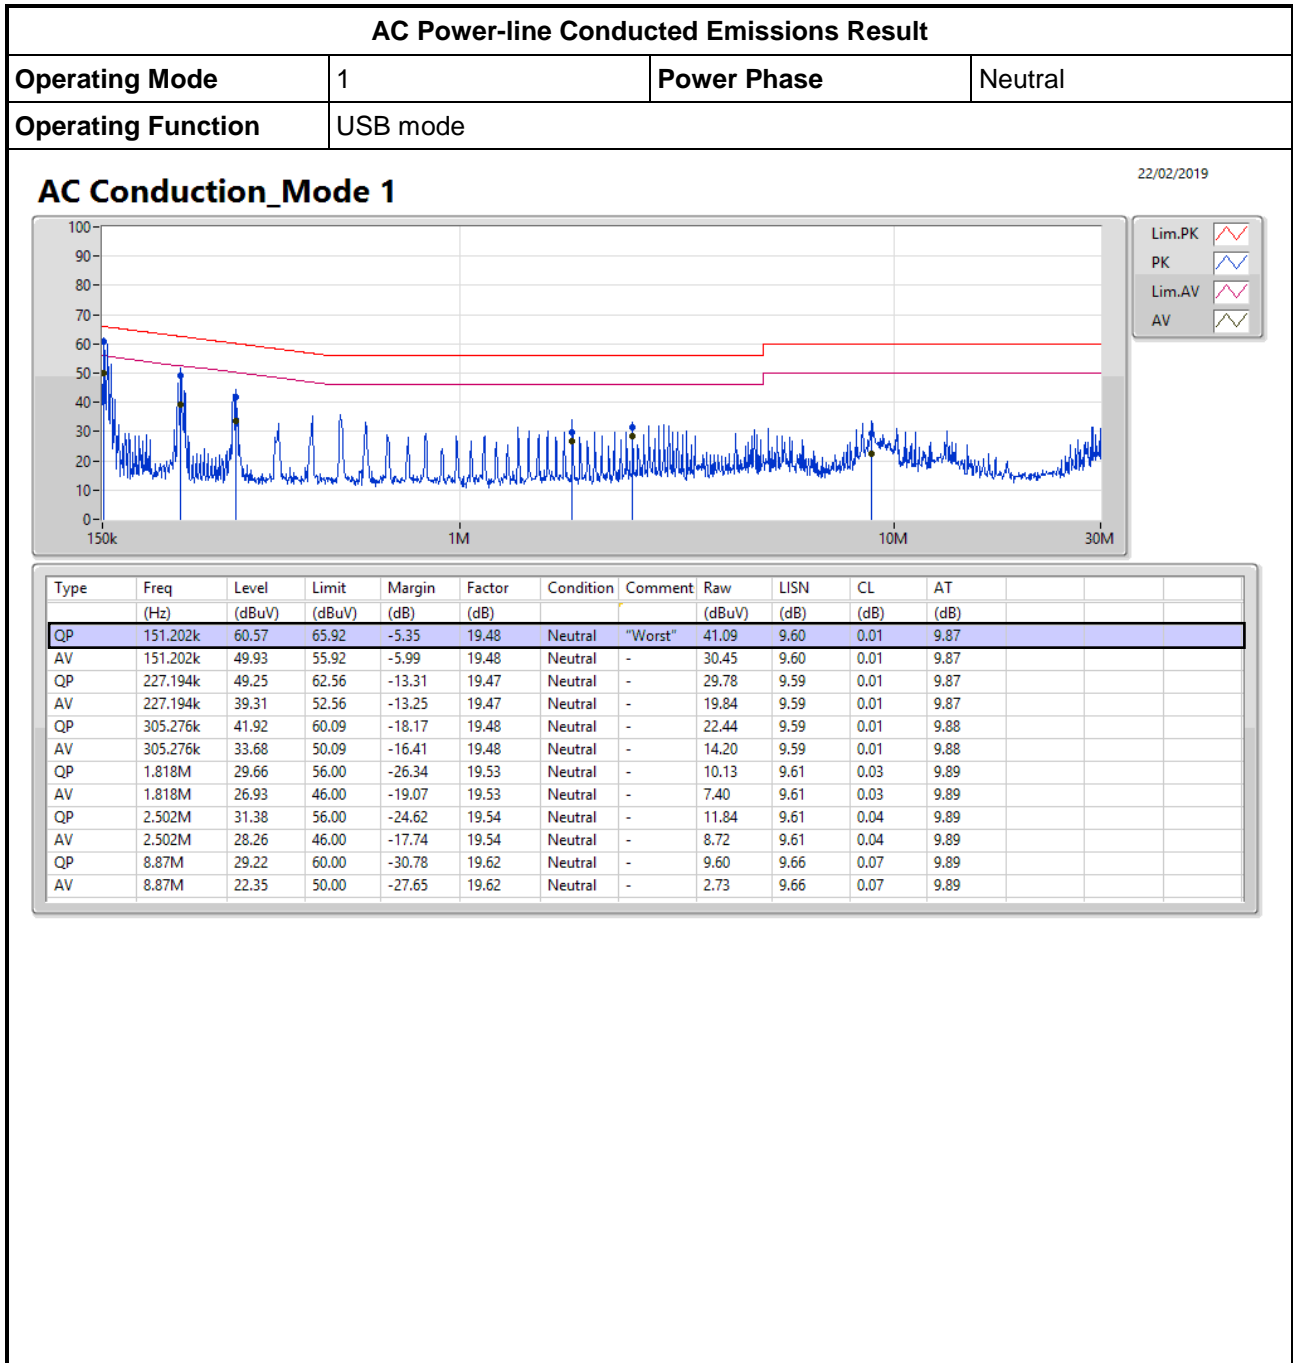 AC Power-line Conducted Emissions Result
Operating Mode 1 Power Phase Neutral
Operating Function USB mode
22/02/2019
AC Conduction_Mode 1
100
90
80
70
60
50
40
30
20
10
0
150k 1M 10M 30M
Lim.PK
PK
Lim.AV
AV
Type Freq Level Limit Margin Factor Condition Comment Raw LISN CL AT
(Hz) (dBuV) (dBuV) (dB) (dB) (dBuV) (dB) (dB) (dB)
QP 151.202k 60.57 65.92 -5.35 19.48 Neutral "Worst" 41.09 9.60 0.01 9.87
AV 151.202k 49.93 55.92 -5.99 19.48 Neutral - 30.45 9.60 0.01 9.87
QP 227.194k 49.25 62.56 -13.31 19.47 Neutral - 29.78 9.59 0.01 9.87
AV 227.194k 39.31 52.56 -13.25 19.47 Neutral - 19.84 9.59 0.01 9.87
QP 305.276k 41.92 60.09 -18.17 19.48 Neutral - 22.44 9.59 0.01 9.88
AV 305.276k 33.68 50.09 -16.41 19.48 Neutral - 14.20 9.59 0.01 9.88
QP 1.818M 29.66 56.00 -26.34 19.53 Neutral - 10.13 9.61 0.03 9.89
AV 1.818M 26.93 46.00 -19.07 19.53 Neutral - 7.40 9.61 0.03 9.89
QP 2.502M 31.38 56.00 -24.62 19.54 Neutral - 11.84 9.61 0.04 9.89
AV 2.502M 28.26 46.00 -17.74 19.54 Neutral - 8.72 9.61 0.04 9.89
QP 8.87M 29.22 60.00 -30.78 19.62 Neutral - 9.60 9.66 0.07 9.89
AV 8.87M 22.35 50.00 -27.65 19.62 Neutral - 2.73 9.66 0.07 9.89